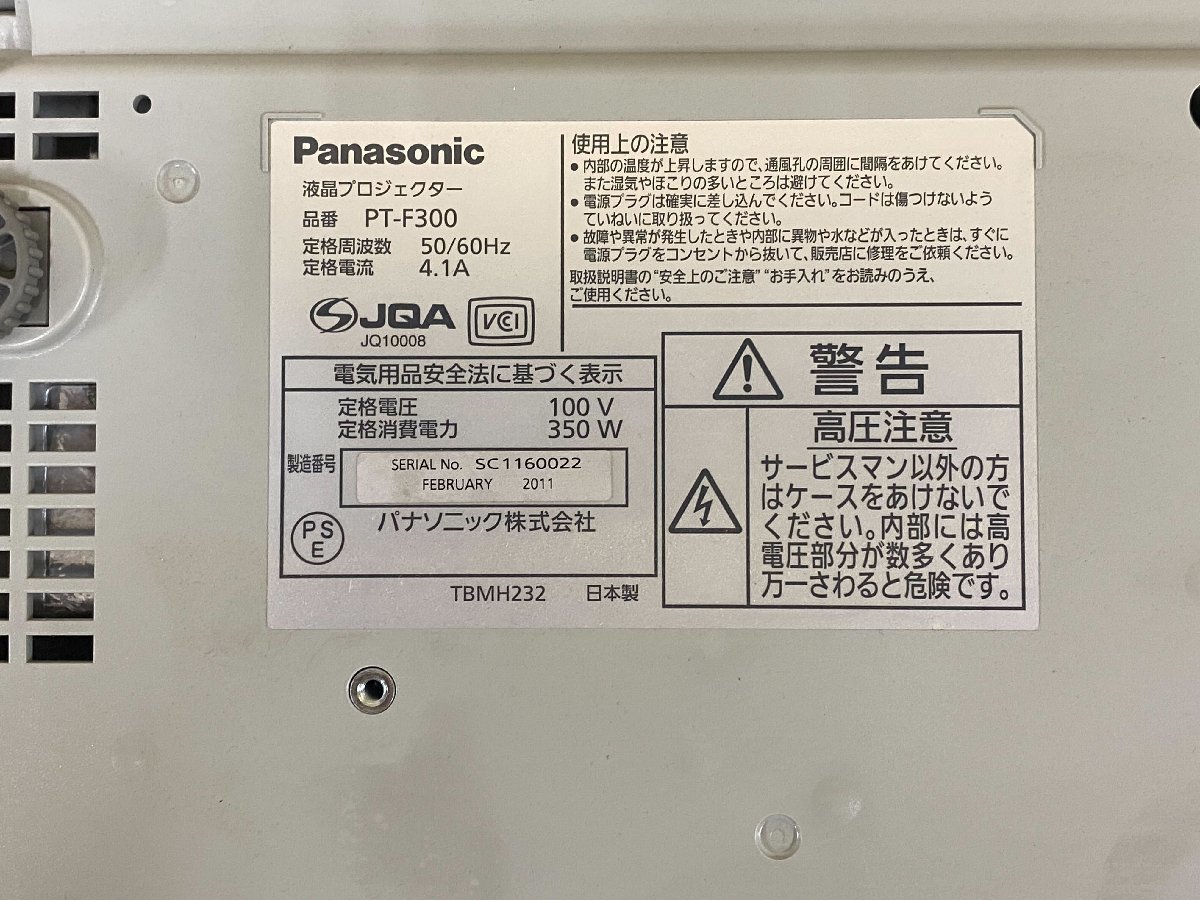 Panasonic
液晶プロジェクター
品番 PT-F300
定格周波数 50/60Hz
定格電流 4.1A
JQA
JQ10008
VCI
使用上の注意
●内部の温度が上昇しますので、通風孔の周囲に間隔をあけてください。
また湿気やほこりの多いところは避けてください。
●電源プラグは確実に差し込んでください。コードは傷つけないよう
ていねいに取り扱ってください。
●故障や異常が発生したときや内部に異物や水などが入ったときは、すぐに
電源プラグをコンセントから抜いて、販売店に修理をご依頼ください。
取扱説明書の"安全上のご注意" "お手入れ"をお読みのうえ、
ご使用ください。
電気用品安全法に基づく表示
定格電圧 100 V
定格消費電力 350 W
製造番号
SERIAL No. SC1160022
FEBRUARY 2011
PS
E
パナソニック株式会社
TBMH232 日本製
警告
高圧注意
サービスマン以外の方
はケースをあけないで
ください。内部には高
電圧部分が数多くあり
万一さわると危険です。